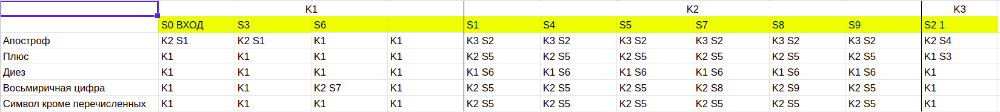 K1 K2 K3
S0 ВХОД S3 S6 S1 S4 S5 S7 S8 S9 S2 1
Апостроф K2 S1 K2 S1 K1 K1 K3 S2 K3 S2 K3 S2 K3 S2 K3 S2 K3 S2 K2 S4
Плюс K1 K1 K1 K1 K2 S5 K2 S5 K2 S5 K2 S5 K2 S5 K2 S5 K1 S3
Диез K1 K1 K1 K1 K1 S6 K1 S6 K1 S6 K1 S6 K1 S6 K1 S6 K1
Восьмиричная цифра K1 K1 K2 S7 K1 K2 S5 K2 S5 K2 S5 K2 S8 K2 S9 K2 S5 K1
Символ кроме перечисленных K1 K1 K1 K1 K2 S5 K2 S5 K2 S5 K2 S5 K2 S5 K2 S5 K1